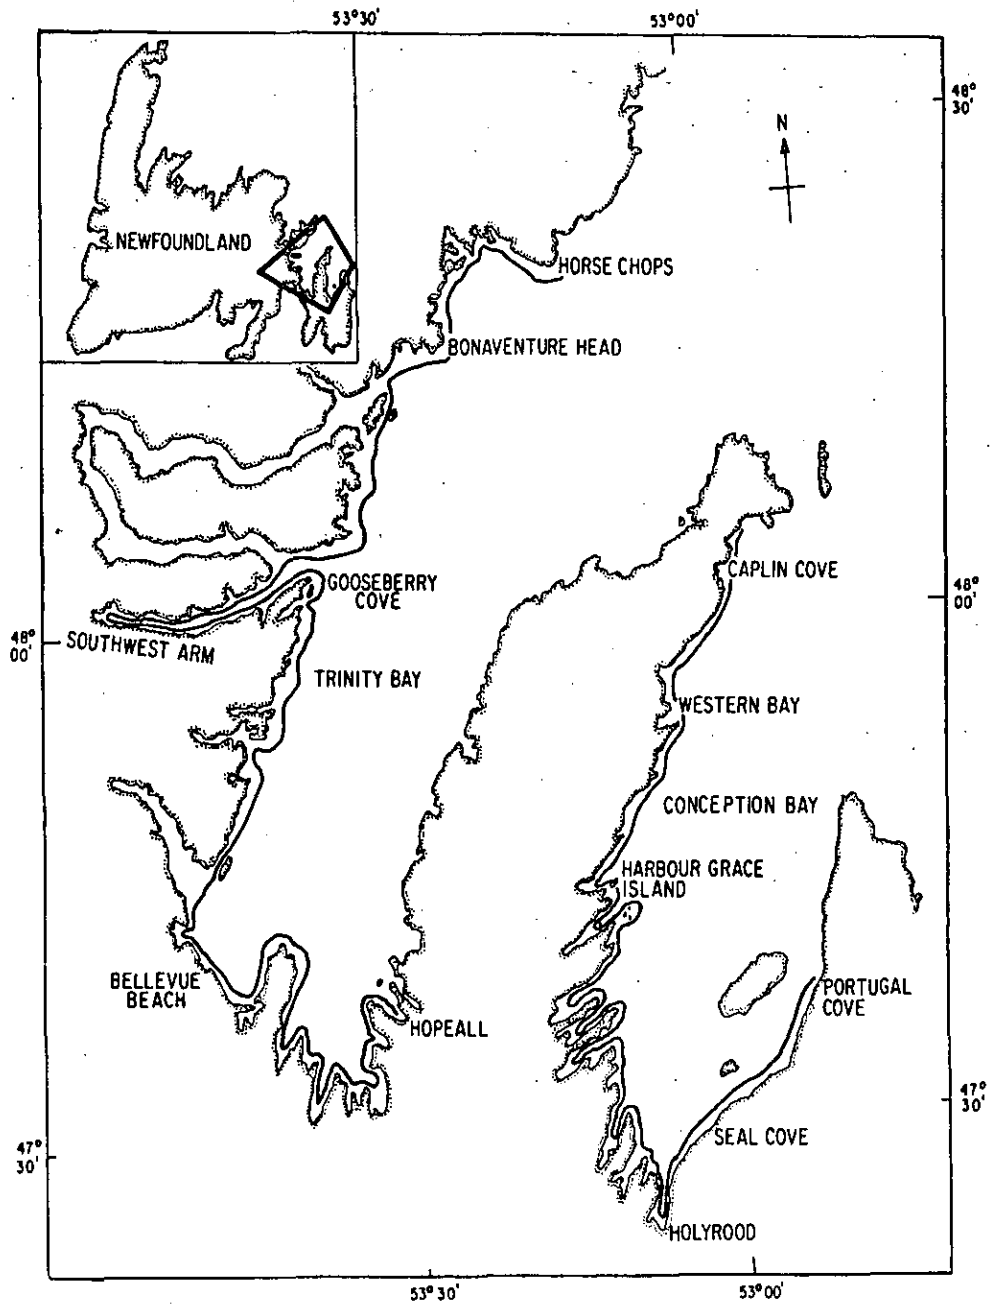 53°30'
53°00'
48°
30'
N
NEWFOUNDLAND
HORSE CHOPS
BONAVENTURE HEAD
CAPLIN COVE
GOOSEBERRY
COVE
48°
00'
48°
00'
SOUTHWEST ARM
TRINITY BAY
WESTERN BAY
CONCEPTION BAY
HARBOUR GRACE
ISLAND
BELLEVUE
BEACH
PORTUGAL
COVE
HOPEALL
47°
30'
SEAL COVE
47°
30'
HOLYROOD
53°30'
53°00'